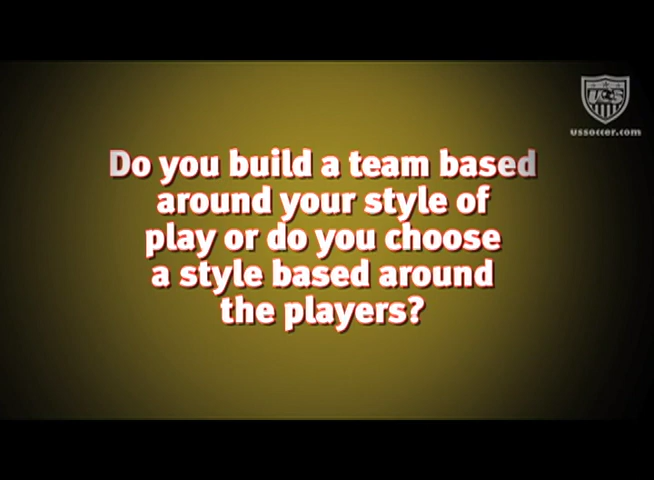 US
ussoccer.com
Do you build a team based
around your style of
play or do you choose
a style based around
the players?